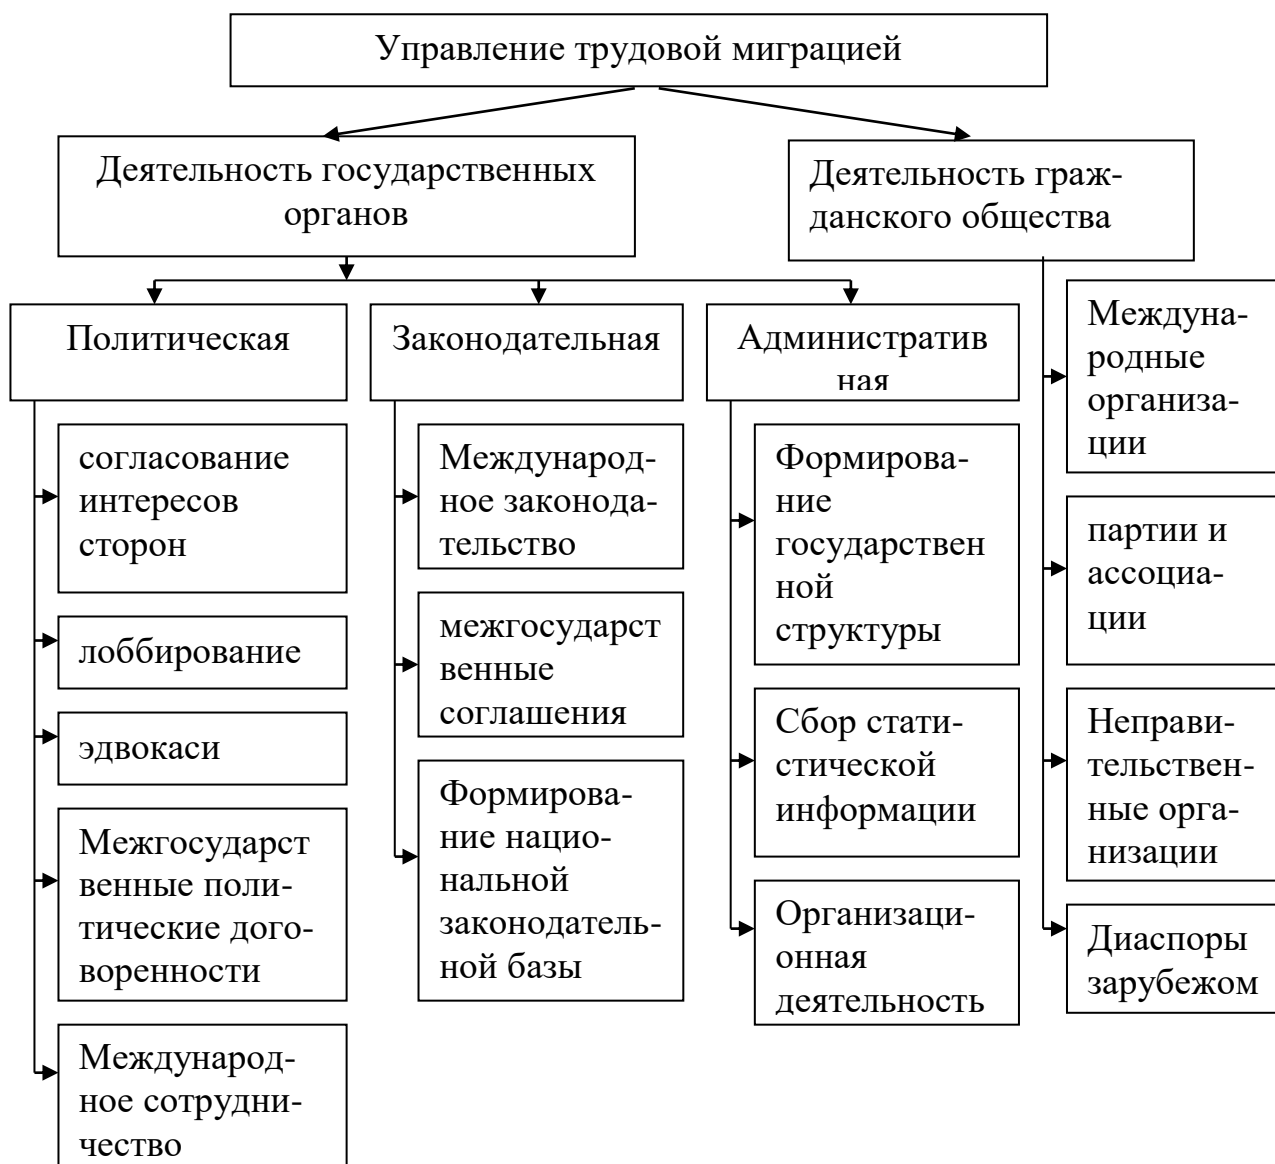 Управление трудовой миграцией
Деятельность государственных
органов
Деятельность граж-
данского общества
Политическая
согласование
интересов
сторон
лоббирование
эдвокаси
Межгосударст
венные поли-
тические дого-
воренности
Международ-
ное сотрудни-
чество
Законодательная
Международ-
ное законода-
тельство
межгосударст
венные
соглашения
Формирова-
ние нацио-
нальной
законодатель-
ной базы
Административ
ная
Формирова-
ние
государствен
ной
структуры
Сбор стати-
стической
информации
Организаци-
онная
деятельность
Междуна-
родные
организа-
ции
партии и
ассоциа-
ции
Неправи-
тельствен-
ные орга-
низации
Диаспоры
зарубежом